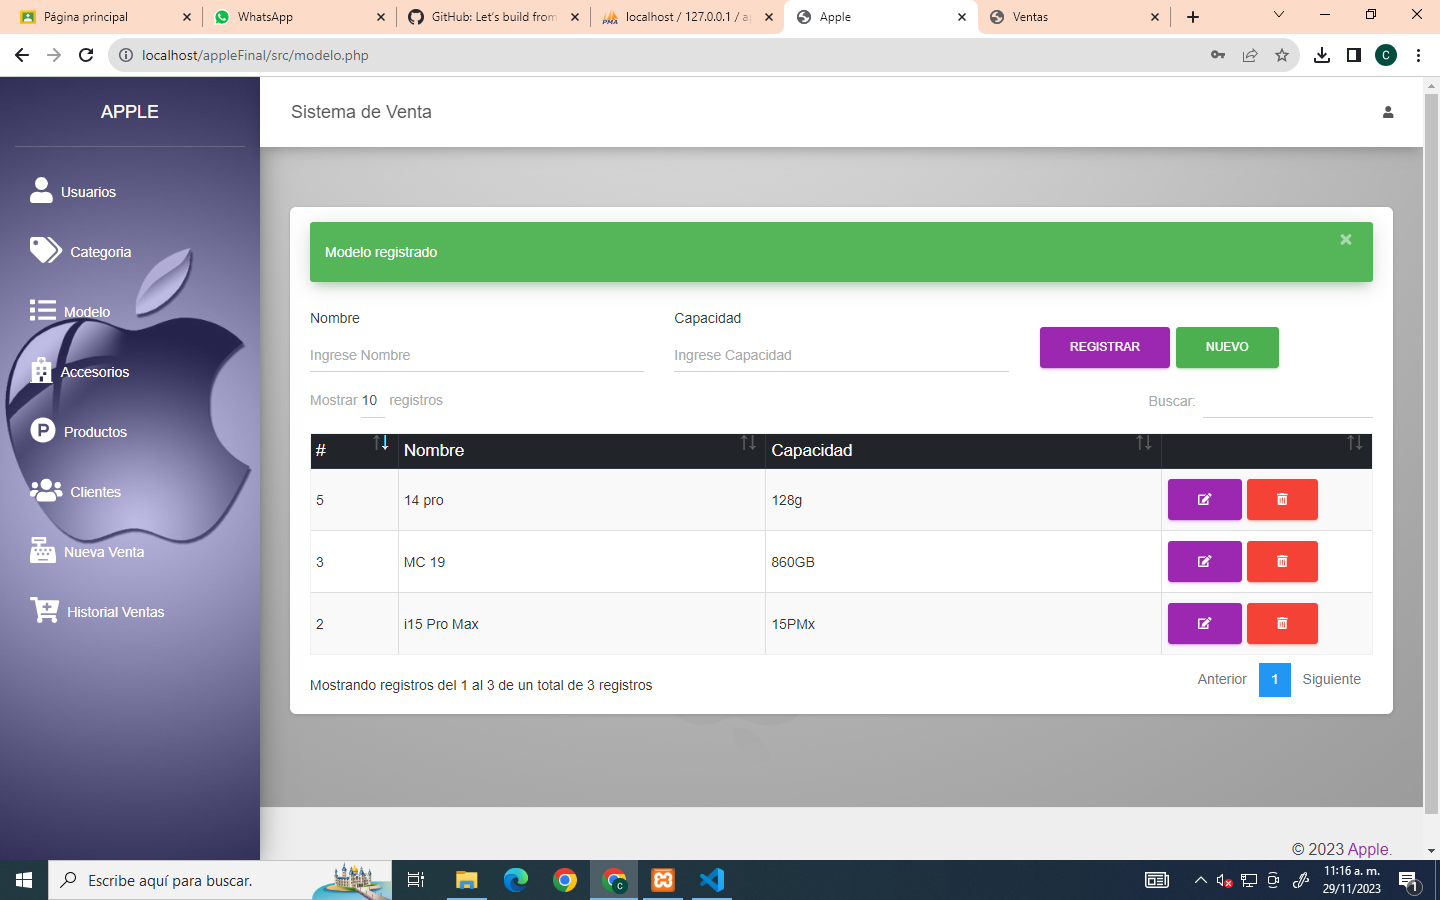 Página principal
WhatsApp
GitHub: Let's build from
localhost / 127.0.0.1 / a
Apple
Ventas
localhost/appleFinal/src/modelo.php
C
APPLE
Sistema de Venta
Usuarios
Categoria
Modelo
Accesorios
Productos
Clientes
Nueva Venta
Historial Ventas
Modelo registrado
×
Nombre
Capacidad
Ingrese Nombre
Ingrese Capacidad
REGISTRAR
NUEVO
Mostrar 10 registros
Buscar:
# Nombre Capacidad
5 14 pro 128g
3 MC 19 860GB
2 i15 Pro Max 15PMx
Mostrando registros del 1 al 3 de un total de 3 registros
Anterior 1 Siguiente
© 2023 Apple.
Escribe aquí para buscar.
11:16 a. m.
29/11/2023
1